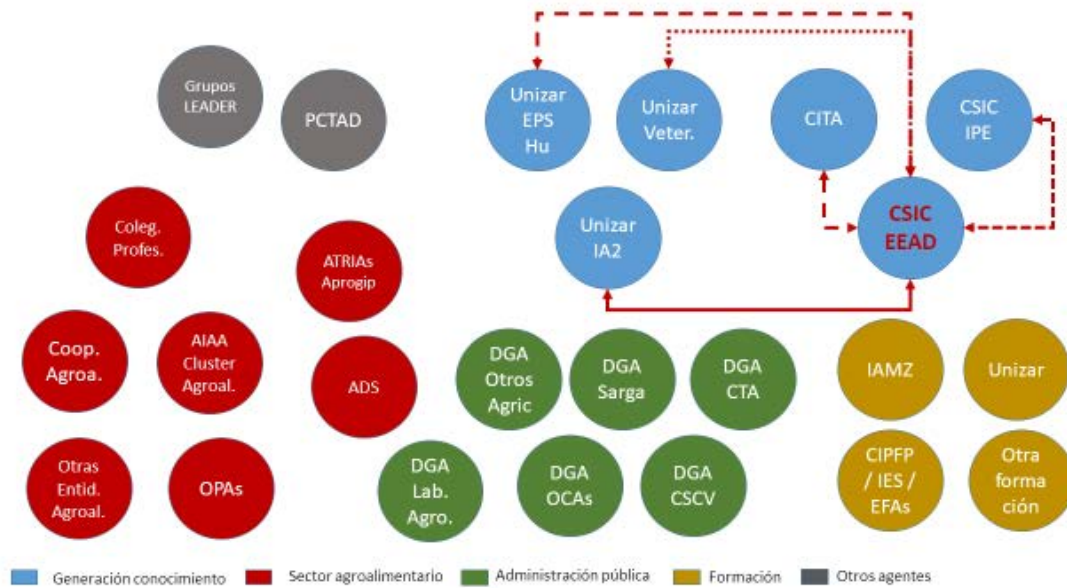 Grupos
LEADER
PCTAD
Unizar
EPS
Hu
Unizar
Veter.
CITA
CSIC
IPE
Coleg.
Profes.
ATRIAs
Aprogip
Unizar
IA2
CSIC
EEAD
Coop.
Agroa.
AIAA
Cluster
Agroal.
ADS
DGA
Otros
Agric
DGA
Sarga
DGA
CTA
IAMZ
Unizar
Otras
Entid.
Agroal.
OPAs
DGA
Lab.
Agro.
DGA
OCAs
DGA
CSCV
CIPFP
/ IES /
EFAs
Otra
forma
ción
Generación conocimiento
Sector agroalimentario
Administración pública
Formación
Otros agentes